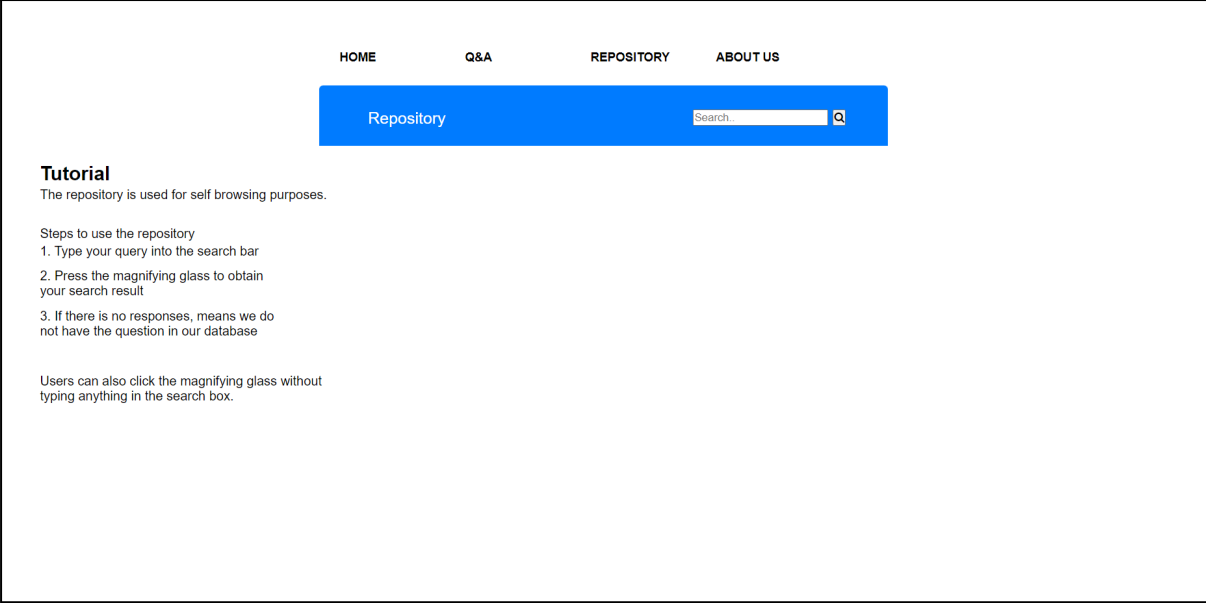 HOME Q&A REPOSITORY ABOUT US
Repository Search..
Tutorial
The repository is used for self browsing purposes.
Steps to use the repository
1. Type your query into the search bar
2. Press the magnifying glass to obtain
your search result
3. If there is no responses, means we do
not have the question in our database
Users can also click the magnifying glass without
typing anything in the search box.